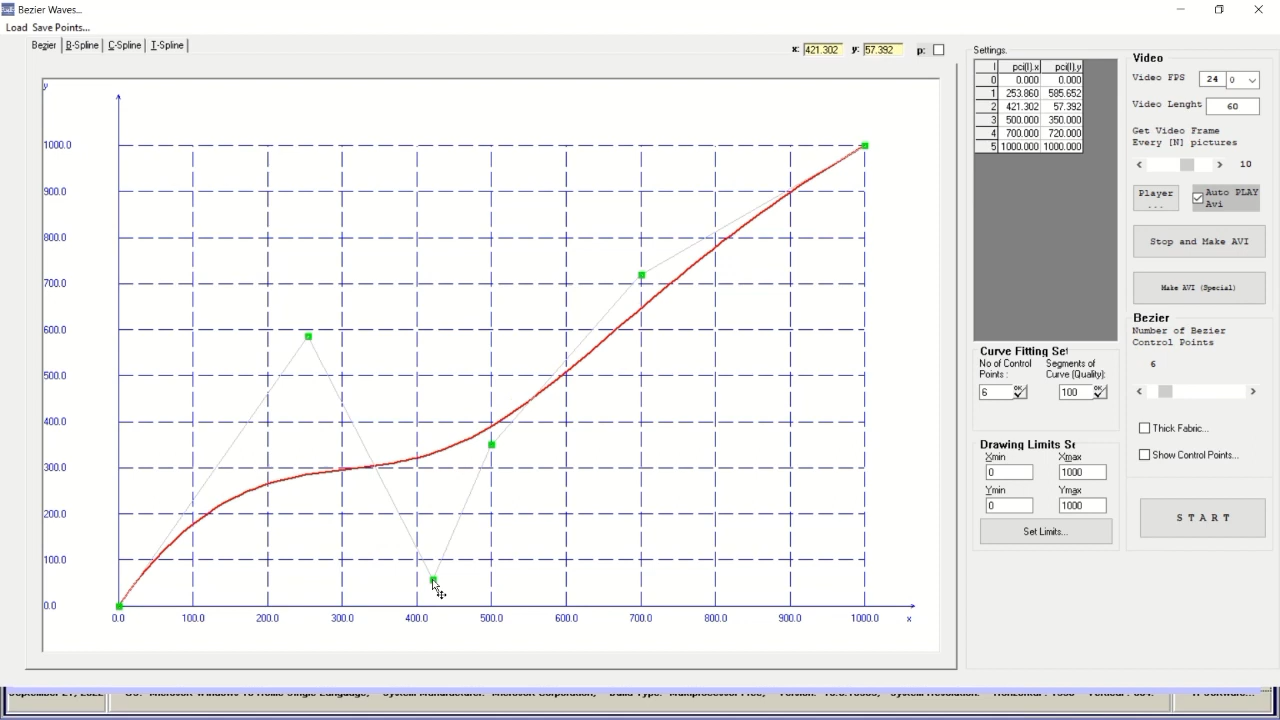 Bezier Waves...
Load Save Points...
Bezier B-Spline C-Spline T-Spline
x: 421.302 y: 57.392 p:
y
1000.0
900.0
800.0
700.0
600.0
500.0
400.0
300.0
200.0
100.0
0.0
0.0 100.0 200.0 300.0 400.0 500.0 600.0 700.0 800.0 900.0 1000.0 x
Settings.
I pci(I).x pci(I).y
0 0.000 0.000
1 253.860 585.652
2 421.302 57.392
3 500.000 350.000
4 700.000 720.000
5 1000.000 1000.000
Curve Fitting Set
No of Control Points :
Segments of Curve (Quality):
6 OK
100 OK
Drawing Limits Se
Xmin Xmax
0 1000
Ymin Ymax
0 1000
Set Limits...
Video
Video FPS 24 0
Video Lenght 60
Get Video Frame
Every [N] pictures
< > 10
Player
...
Auto PLAY
Avi
Stop and Make AVI
Make AVI (Special)
Bezier
Number of Bezier
Control Points
6
< >
Thick Fabric...
Show Control Points...
S T A R T